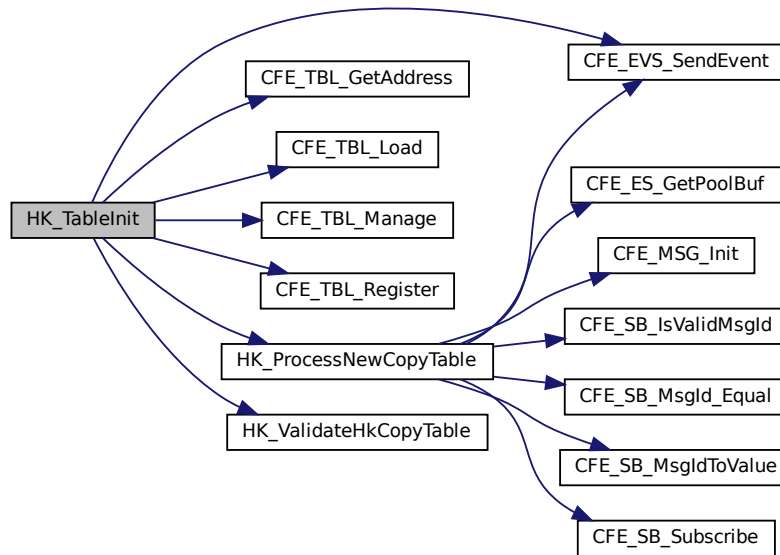 HK_TableInit
CFE_EVS_SendEvent
CFE_TBL_GetAddress
CFE_TBL_Load
CFE_TBL_Manage
CFE_TBL_Register
HK_ProcessNewCopyTable
HK_ValidateHkCopyTable
CFE_ES_GetPoolBuf
CFE_MSG_Init
CFE_SB_IsValidMsgId
CFE_SB_MsgId_Equal
CFE_SB_MsgIdToValue
CFE_SB_Subscribe